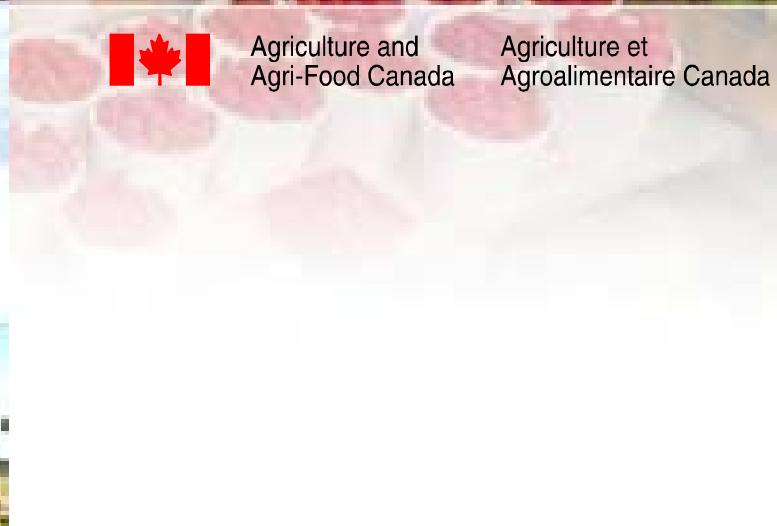 Agriculture and
Agri-Food Canada
Agriculture et
Agroalimentaire Canada